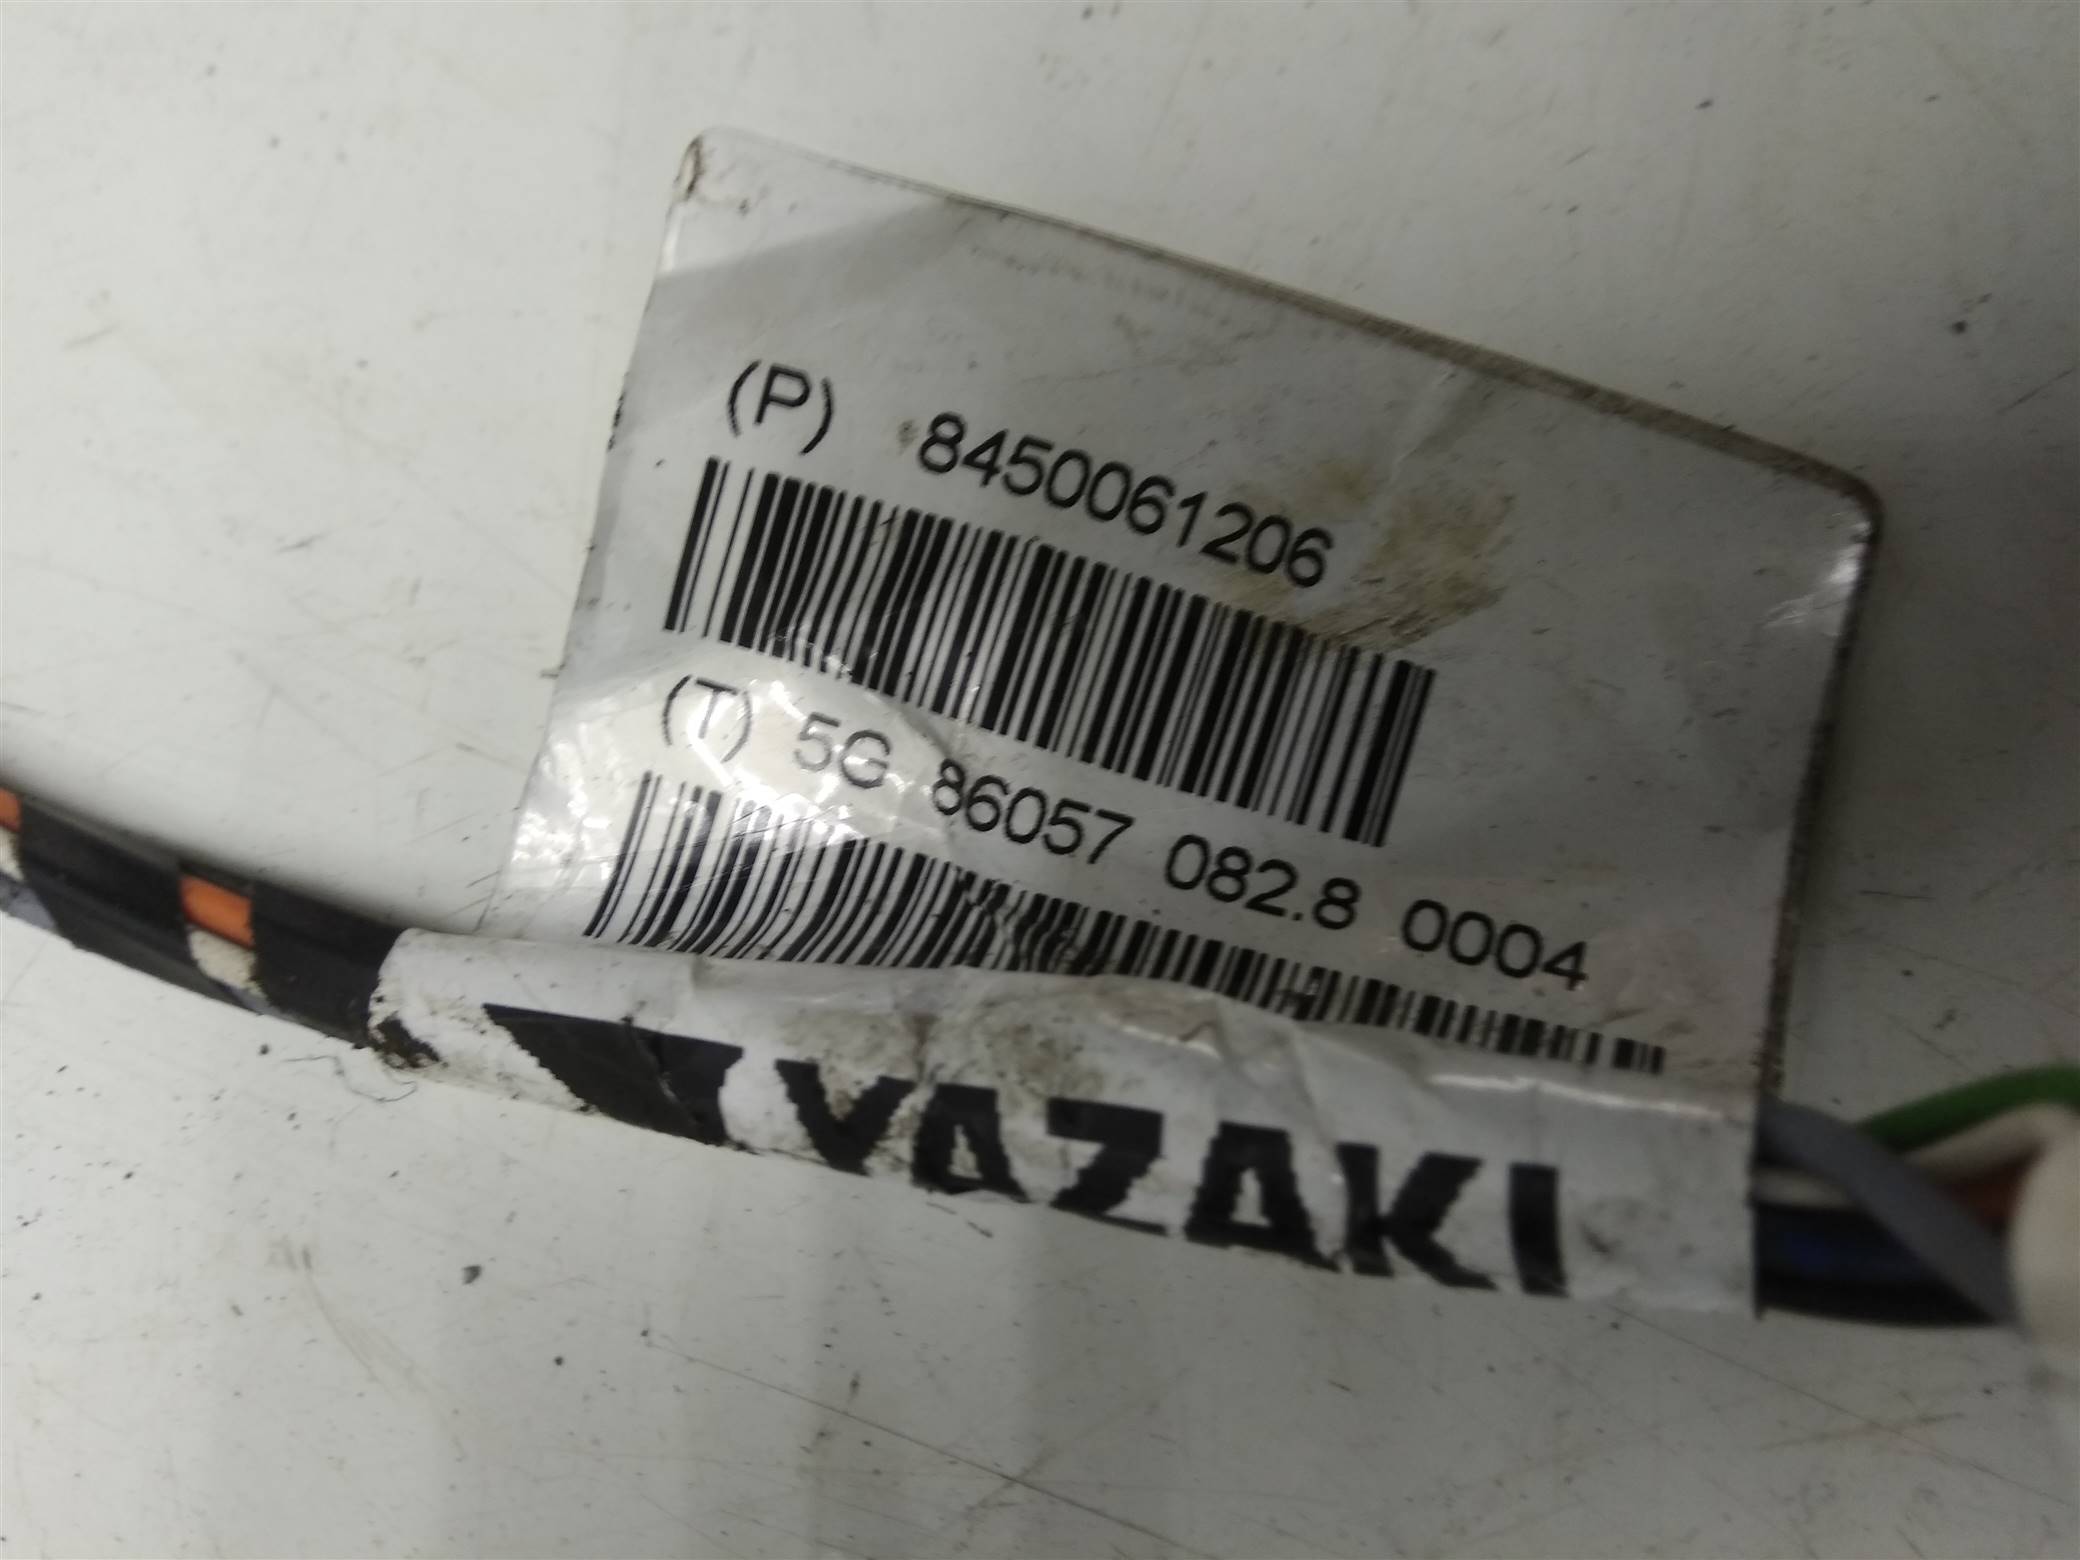 (P) 8450061206
(T) 5G 86057 082.8 0004
YAZAKI